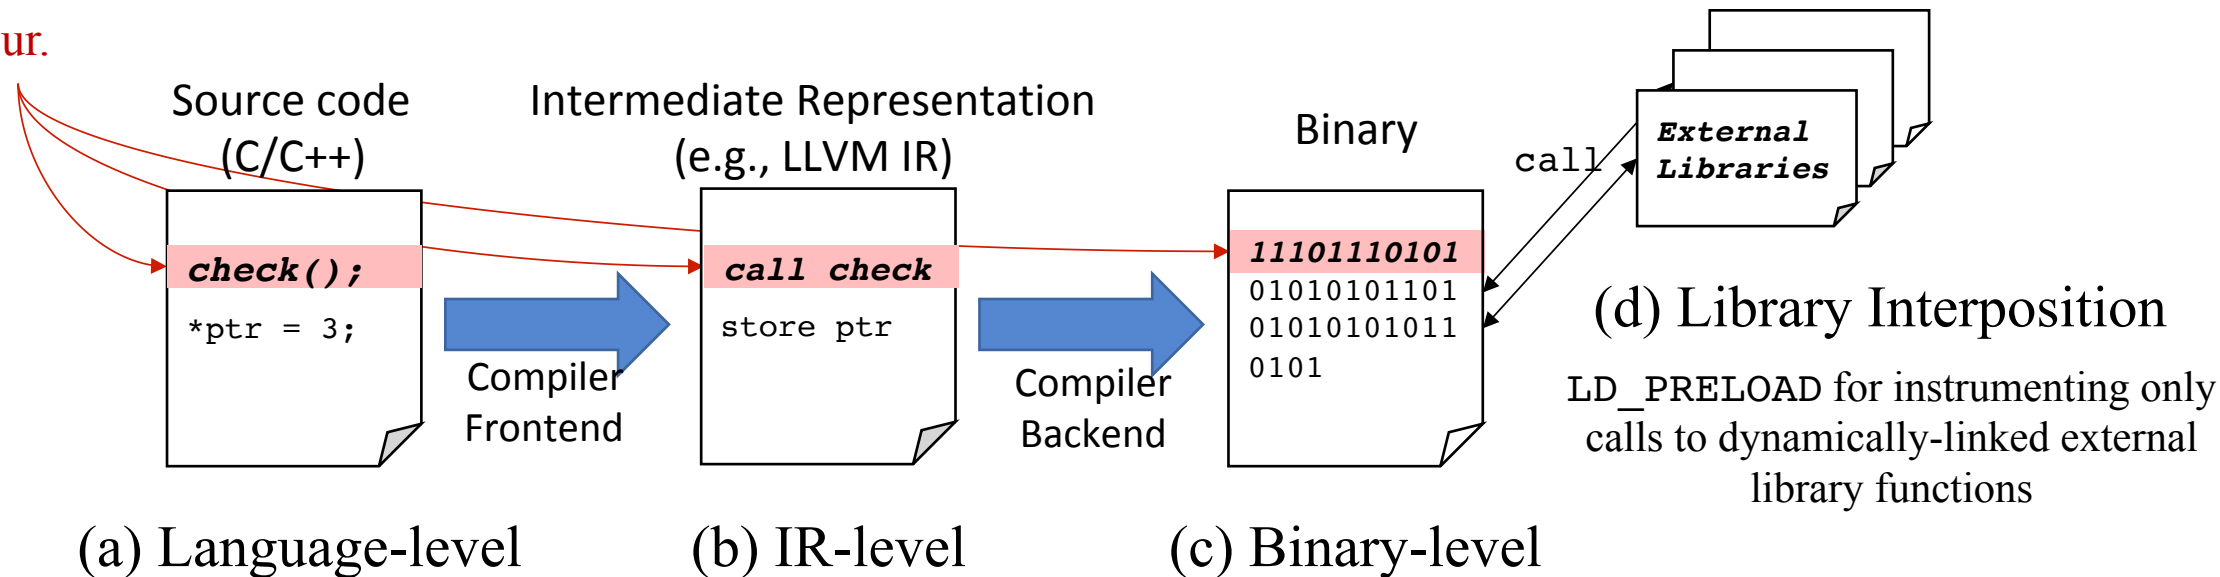 ur.
Source code
(C/C++)
check();
*ptr = 3;
Compiler
Frontend
(a) Language-level
Intermediate Representation
(e.g., LLVM IR)
call check
store ptr
Compiler
Backend
(b) IR-level
Binary
11101110101
01010101101
01010101011
0101
(c) Binary-level
call
External
Libraries
(d) Library Interposition
LD_PRELOAD for instrumenting only
calls to dynamically-linked external
library functions